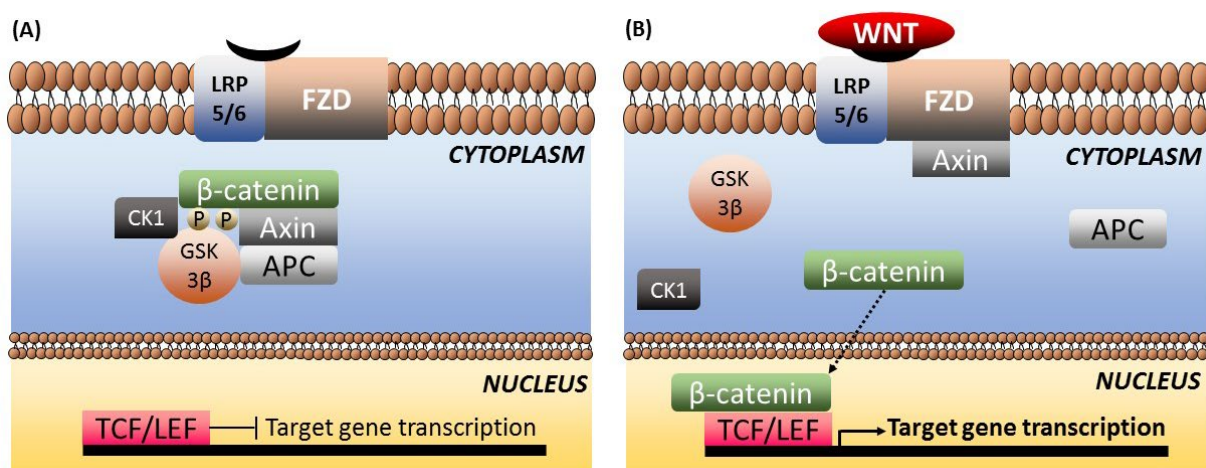 (A)
LRP
5/6
FZD
CYTOPLASM
β-catenin
CK1
P P
Axin
GSK
3β
APC
NUCLEUS
TCF/LEF
Target gene transcription
(B)
WNT
LRP
5/6
FZD
Axin
CYTOPLASM
GSK
3β
APC
β-catenin
CK1
NUCLEUS
β-catenin
TCF/LEF
Target gene transcription